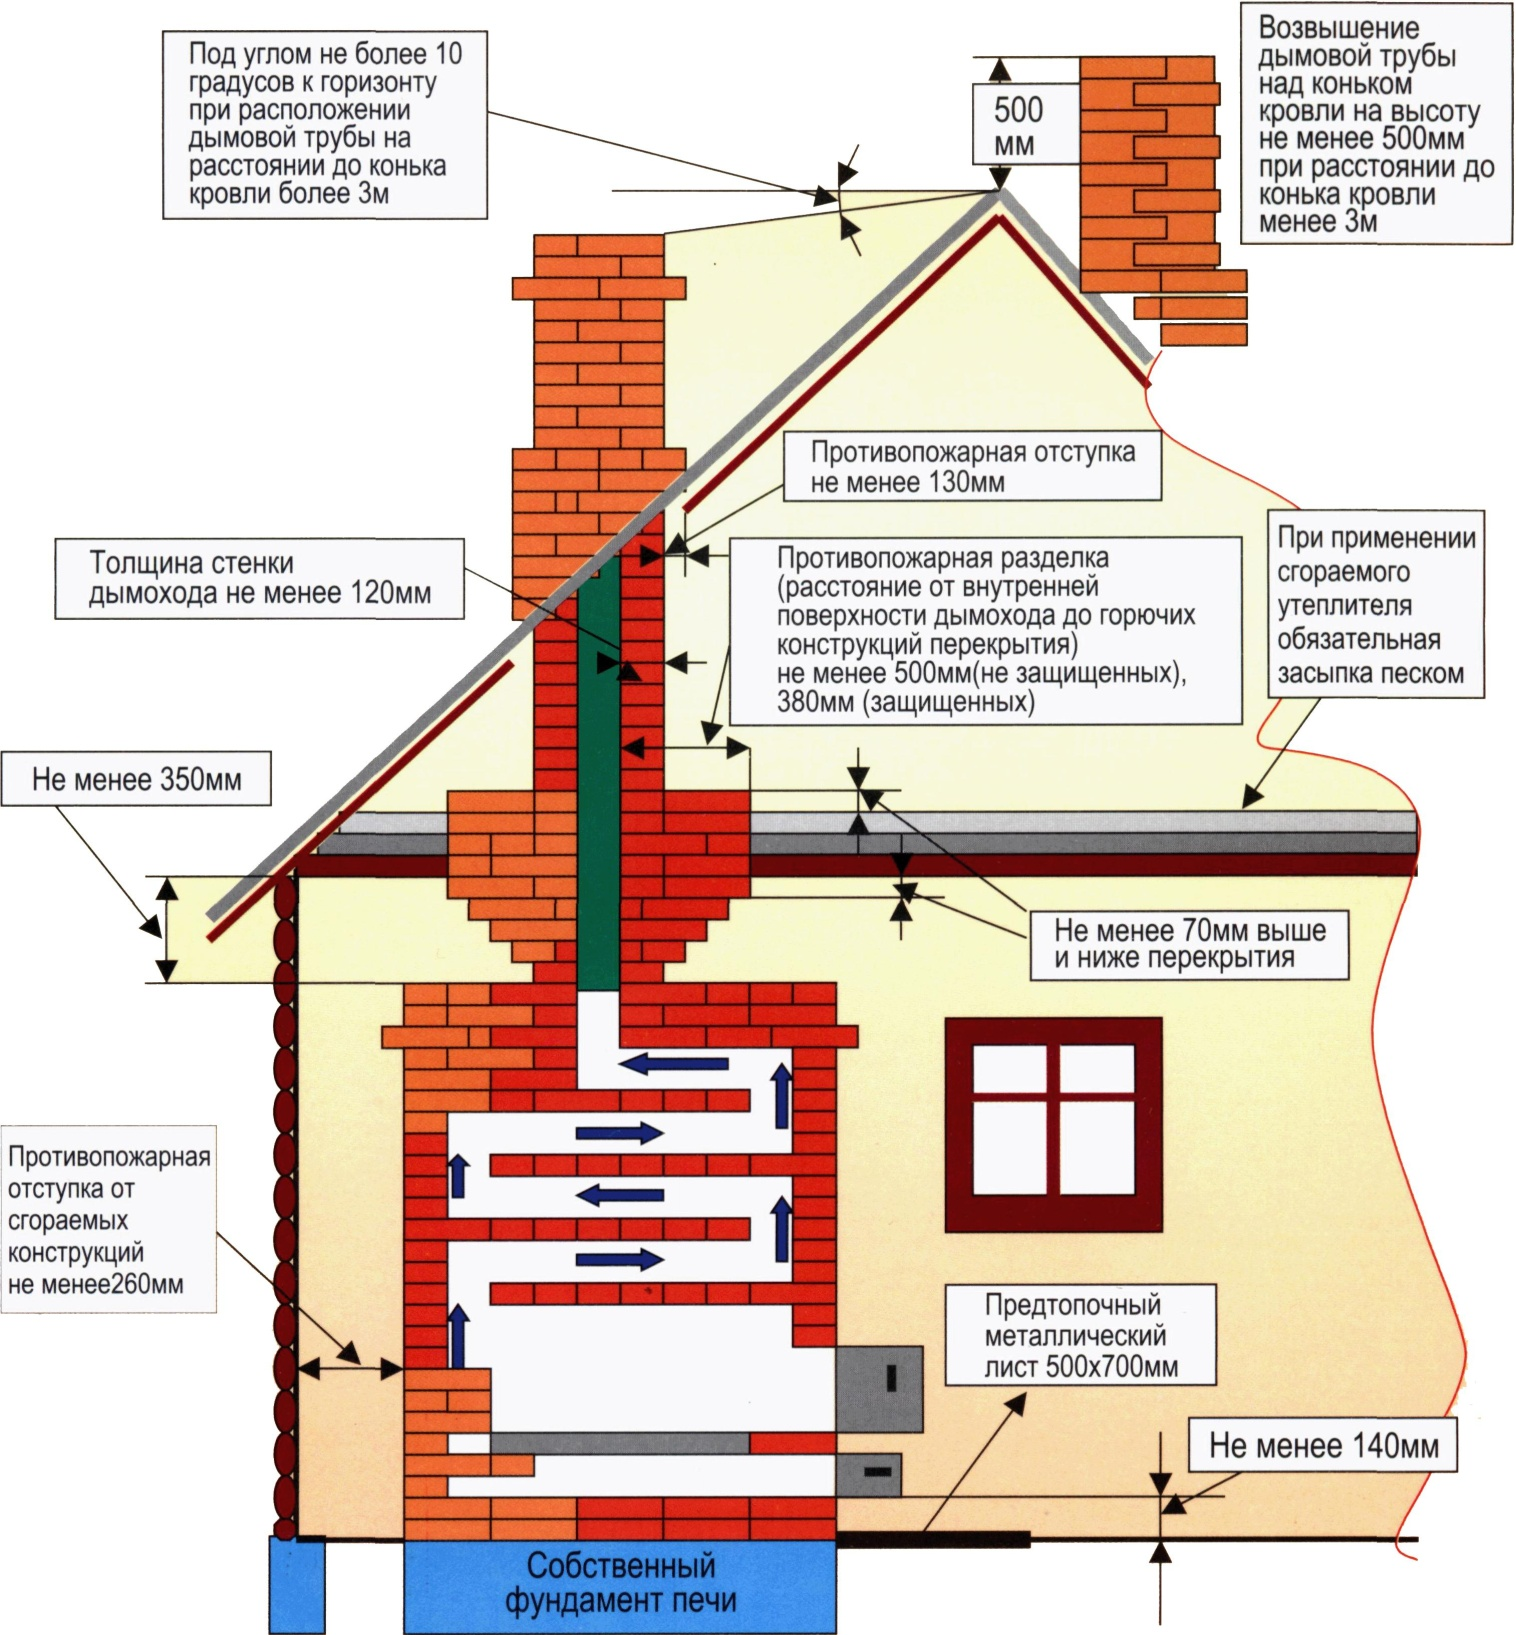 Под углом не более 10
градусов к горизонту
при расположении
дымовой трубы на
расстоянии до конька
кровли более 3м
500
мм
Возвышение
дымовой трубы
над коньком
кровли на высоту
не менее 500мм
при расстоянии до
конька кровли
менее 3м
Противопожарная отступка
не менее 130мм
Толщина стенки
дымохода не менее 120мм
Противопожарная разделка
(расстояние от внутренней
поверхности дымохода до горючих
конструкций перекрытия)
не менее 500мм(не защищенных),
380мм (защищенных)
При применении
сгораемого
утеплителя
обязательная
засыпка песком
Не менее 350мм
Не менее 70мм выше
и ниже перекрытия
Противопожарная
отступка от
сгораемых
конструкций
не менее260мм
Предтопочный
металлический
лист 500х700мм
Не менее 140мм
Собственный
фундамент печи